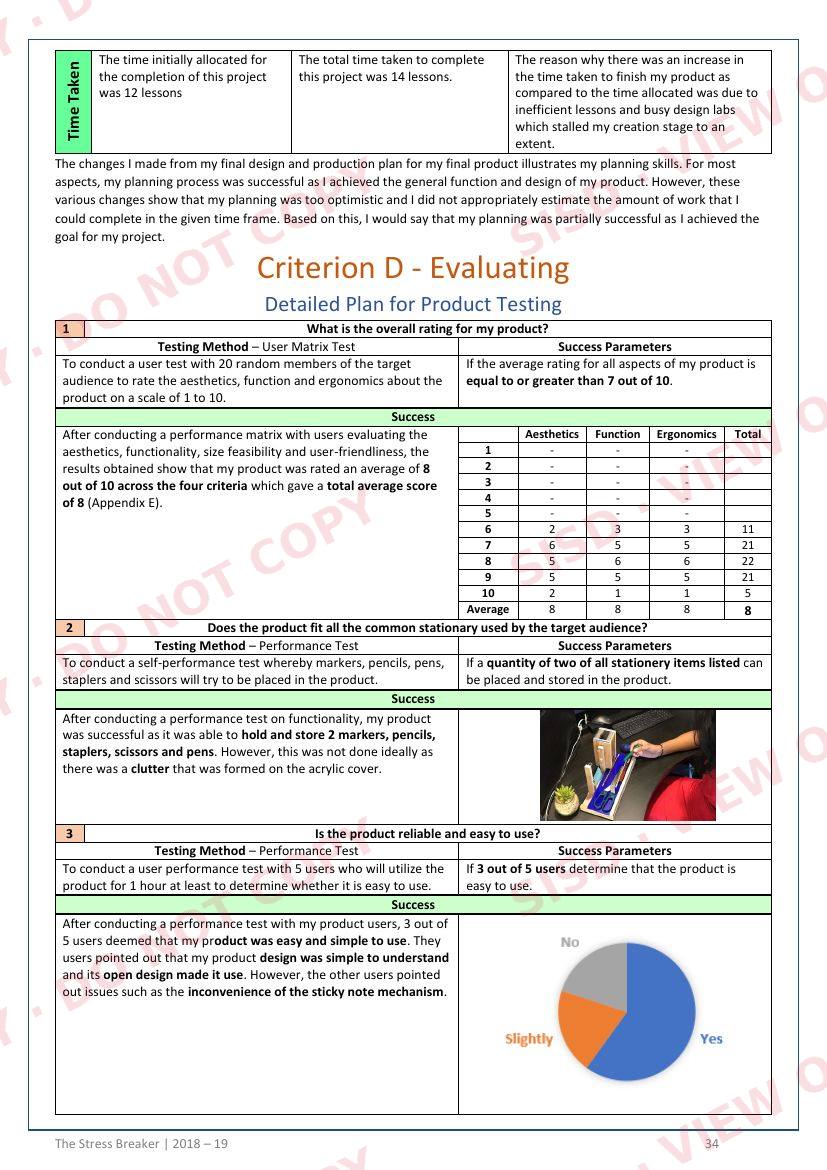 Time Taken
The time initially allocated for
the completion of this project
was 12 lessons
The total time taken to complete
this project was 14 lessons.
The reason why there was an increase in
the time taken to finish my product as
compared to the time allocated was due to
inefficient lessons and busy design labs
which stalled my creation stage to an
extent.
The changes I made from my final design and production plan for my final product illustrates my planning skills. For most
aspects, my planning process was successful as I achieved the general function and design of my product. However, these
various changes show that my planning was too optimistic and I did not appropriately estimate the amount of work that I
could complete in the given time frame. Based on this, I would say that my planning was partially successful as I achieved the
goal for my project.
Criterion D - Evaluating
Detailed Plan for Product Testing
1 What is the overall rating for my product?
Testing Method – User Matrix Test Success Parameters
To conduct a user test with 20 random members of the target
audience to rate the aesthetics, function and ergonomics about the
product on a scale of 1 to 10.
If the average rating for all aspects of my product is
equal to or greater than 7 out of 10.
Success
After conducting a performance matrix with users evaluating the
aesthetics, functionality, size feasibility and user-friendliness, the
results obtained show that my product was rated an average of 8
out of 10 across the four criteria which gave a total average score
of 8 (Appendix E).
Aesthetics Function Ergonomics Total
1 - - -
2 - - -
3 - - -
4 - - -
5 - - -
6 2 3 3 11
7 6 5 5 21
8 5 6 6 22
9 5 5 5 21
10 2 1 1 5
Average 8 8 8 8
2 Does the product fit all the common stationary used by the target audience?
Testing Method – Performance Test Success Parameters
To conduct a self-performance test whereby markers, pencils, pens,
staplers and scissors will try to be placed in the product.
If a quantity of two of all stationery items listed can
be placed and stored in the product.
Success
After conducting a performance test on functionality, my product
was successful as it was able to hold and store 2 markers, pencils,
staplers, scissors and pens. However, this was not done ideally as
there was a clutter that was formed on the acrylic cover.
3 Is the product reliable and easy to use?
Testing Method – Performance Test Success Parameters
To conduct a user performance test with 5 users who will utilize the
product for 1 hour at least to determine whether it is easy to use.
If 3 out of 5 users determine that the product is
easy to use.
Success
After conducting a performance test with my product users, 3 out of
5 users deemed that my product was easy and simple to use. They
users pointed out that my product design was simple to understand
and its open design made it use. However, the other users pointed
out issues such as the inconvenience of the sticky note mechanism.
No
Slightly
Yes
The Stress Breaker | 2018 – 19 34
SISD · VIEW O
Y · DO NOT COPY
SISD · VIEW O
Y · DO NOT COPY
SISD · VIEW O
Y · DO NOT COPY
VIEW O